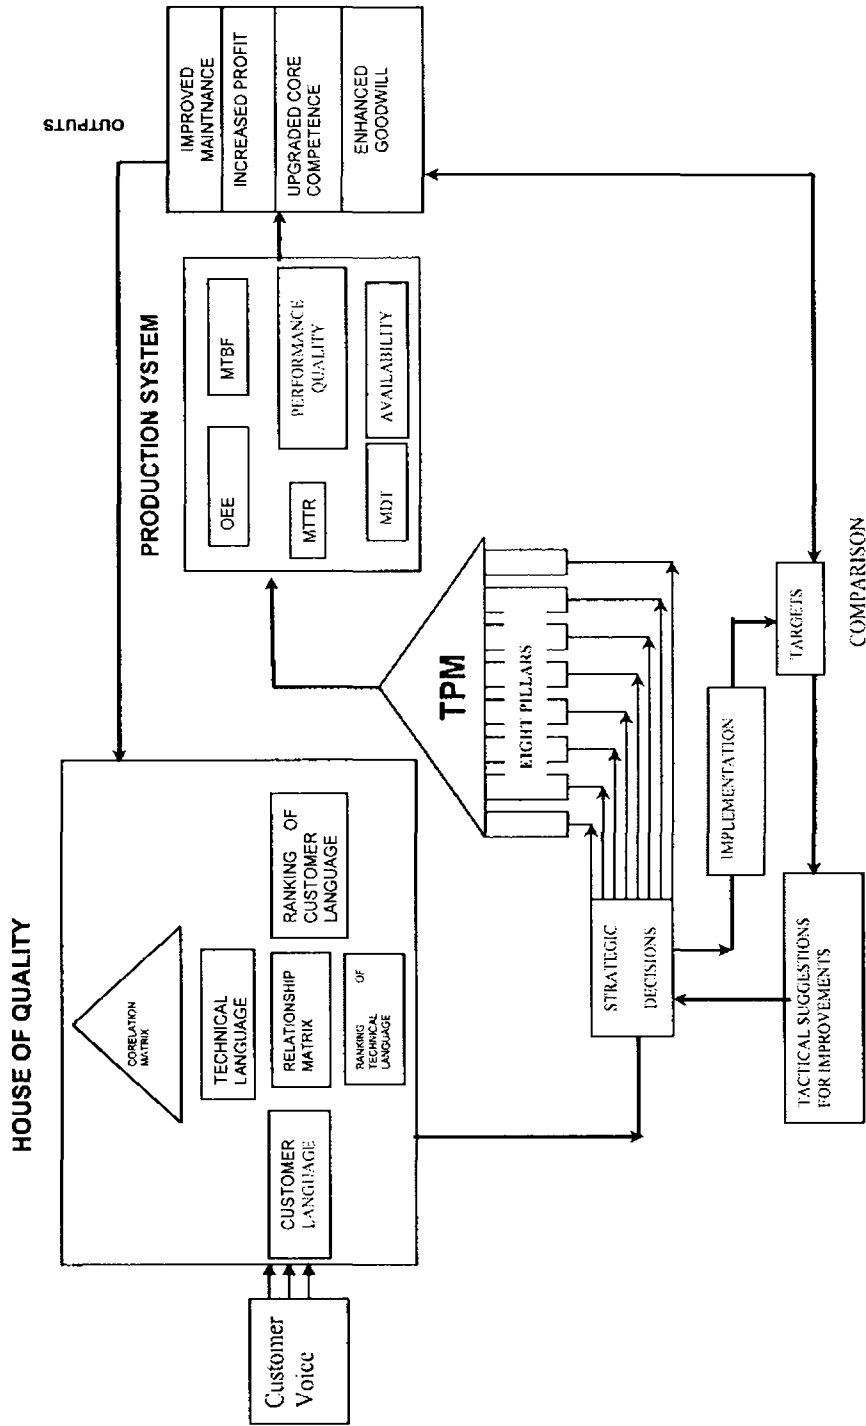 HOUSE OF QUALITY
Customer
Voice
CUSTOMER
LANGUAGE
CORELATION
MATRIX
TECHNICAL
LANGUAGE
RELATIONSHIP
MATRIX
RANKING OF
TECHNICAL
LANGUAGE
RANKING OF
CUSTOMER
LANGUAGE
PRODUCTION SYSTEM
OEE
MTBF
MTTR
PERFORMANCE
QUALITY
MDT
AVAILABILITY
OUTPUTS
IMPROVED
MAINTNANCE
INCREASED PROFIT
UPGRADED CORE
COMPETENCE
ENHANCED
GOODWILL
TPM
EIGHT PILLARS
STRATEGIC
DECISIONS
IMPLEMENTATION
TARGETS
COMPARISON
TACTICAL SUGGESTIONS
FOR IMPROVEMENTS